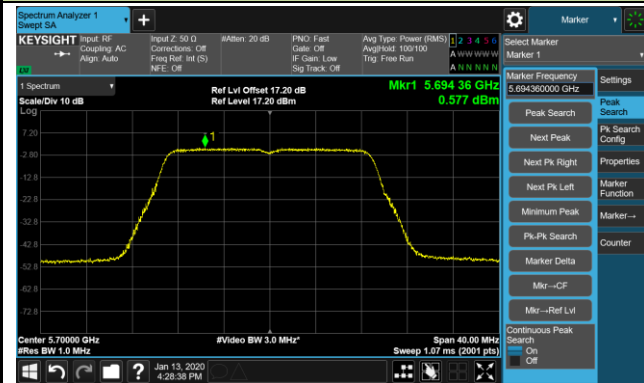 Spectrum Analyzer 1
Swept SA
Marker
KEYSIGHT
Input: RF
Coupling: AC
Align: Auto
Input Z: 50 Ω
Corrections: Off
Freq Ref: Int (S)
NFE: Off
#Atten: 20 dB
PNO: Fast
Gate: Off
IF Gain: Low
Sig Track: Off
Avg Type: Power (RMS)
Avg|Hold: 100/100
Trig: Free Run
1 2 3 4 5 6
A W W W W W
A N N N N N
Select Marker
Marker 1
1 Spectrum
Scale/Div 10 dB
Log
Ref Lvl Offset 17.20 dB
Ref Level 17.20 dBm
Mkr1 5.694 36 GHz
0.577 dBm
Marker Frequency
5.694360000 GHz
Peak Search
Next Peak
Next Pk Right
Next Pk Left
Minimum Peak
Pk-Pk Search
Marker Delta
Mkr→CF
Mkr→Ref Lvl
Continuous Peak
Search
On
Off
Settings
Peak
Search
Pk Search
Config
Properties
Marker
Function
Marker→
Counter
7.20
-2.80
-12.8
-22.8
-32.8
-42.8
-52.8
-62.8
-72.8
1
Center 5.70000 GHz
#Res BW 1.0 MHz
#Video BW 3.0 MHz*
Span 40.00 MHz
Sweep 1.07 ms (2001 pts)
?
Jan 13, 2020
4:28:38 PM